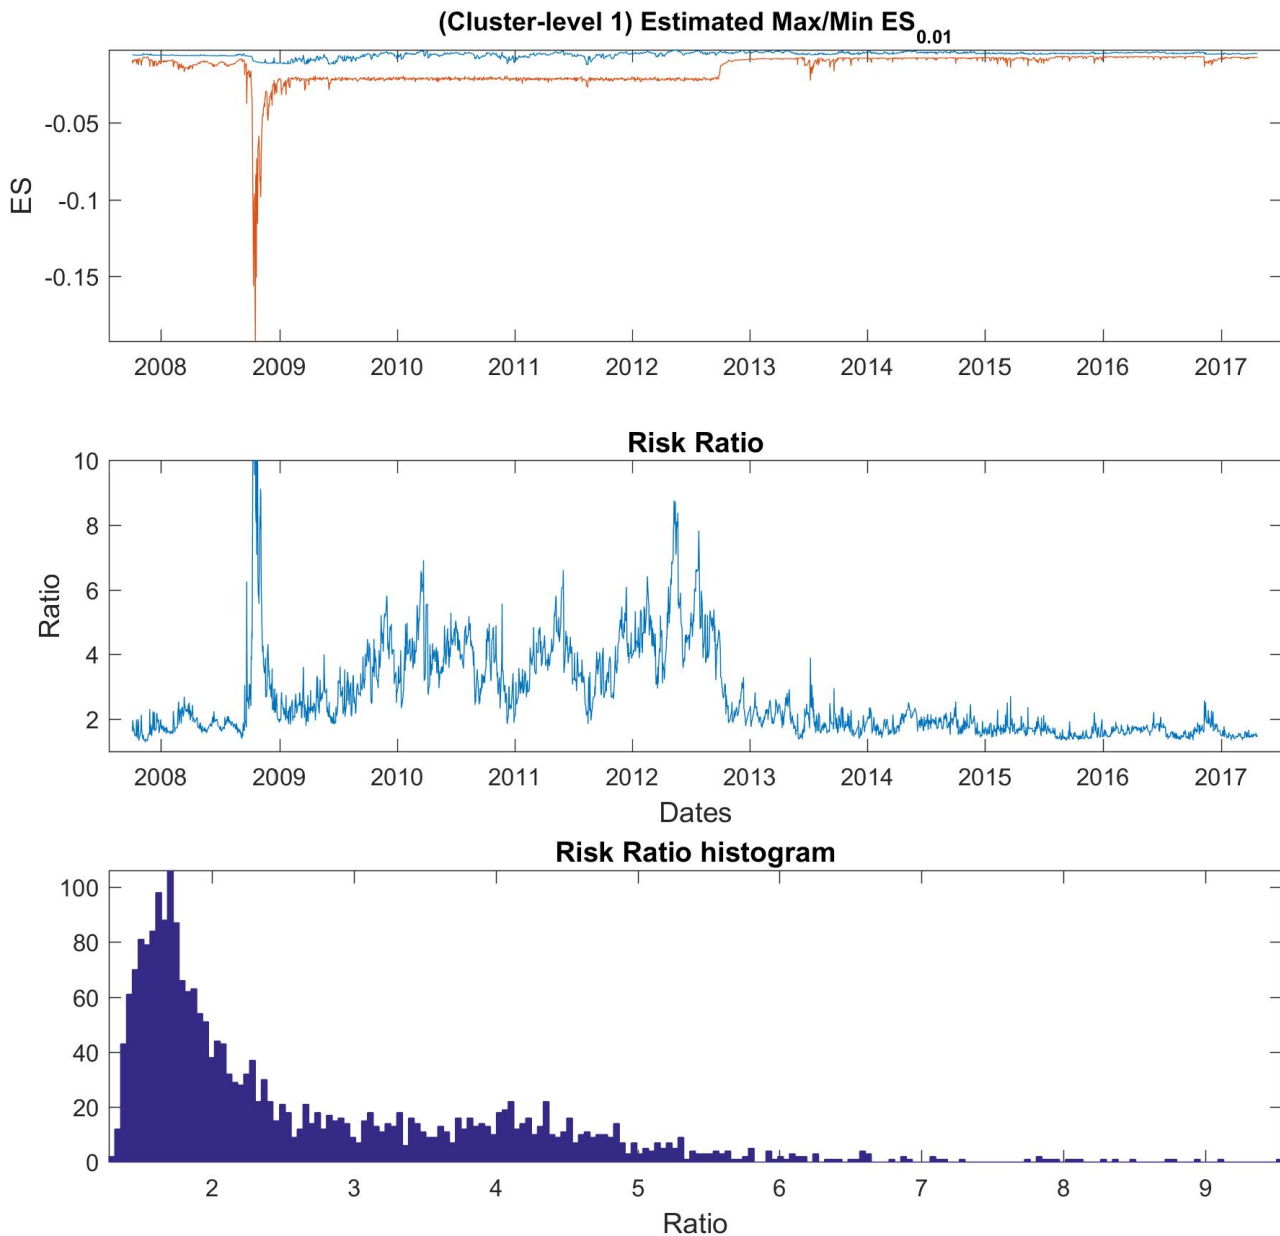 (Cluster-level 1) Estimated Max/Min ES0.01
-0.05
-0.1
-0.15
ES
2008 2009 2010 2011 2012 2013 2014 2015 2016 2017
Risk Ratio
10
8
6
4
2
Ratio
2008 2009 2010 2011 2012 2013 2014 2015 2016 2017
Dates
Risk Ratio histogram
100
80
60
40
20
0
2 3 4 5 6 7 8 9
Ratio